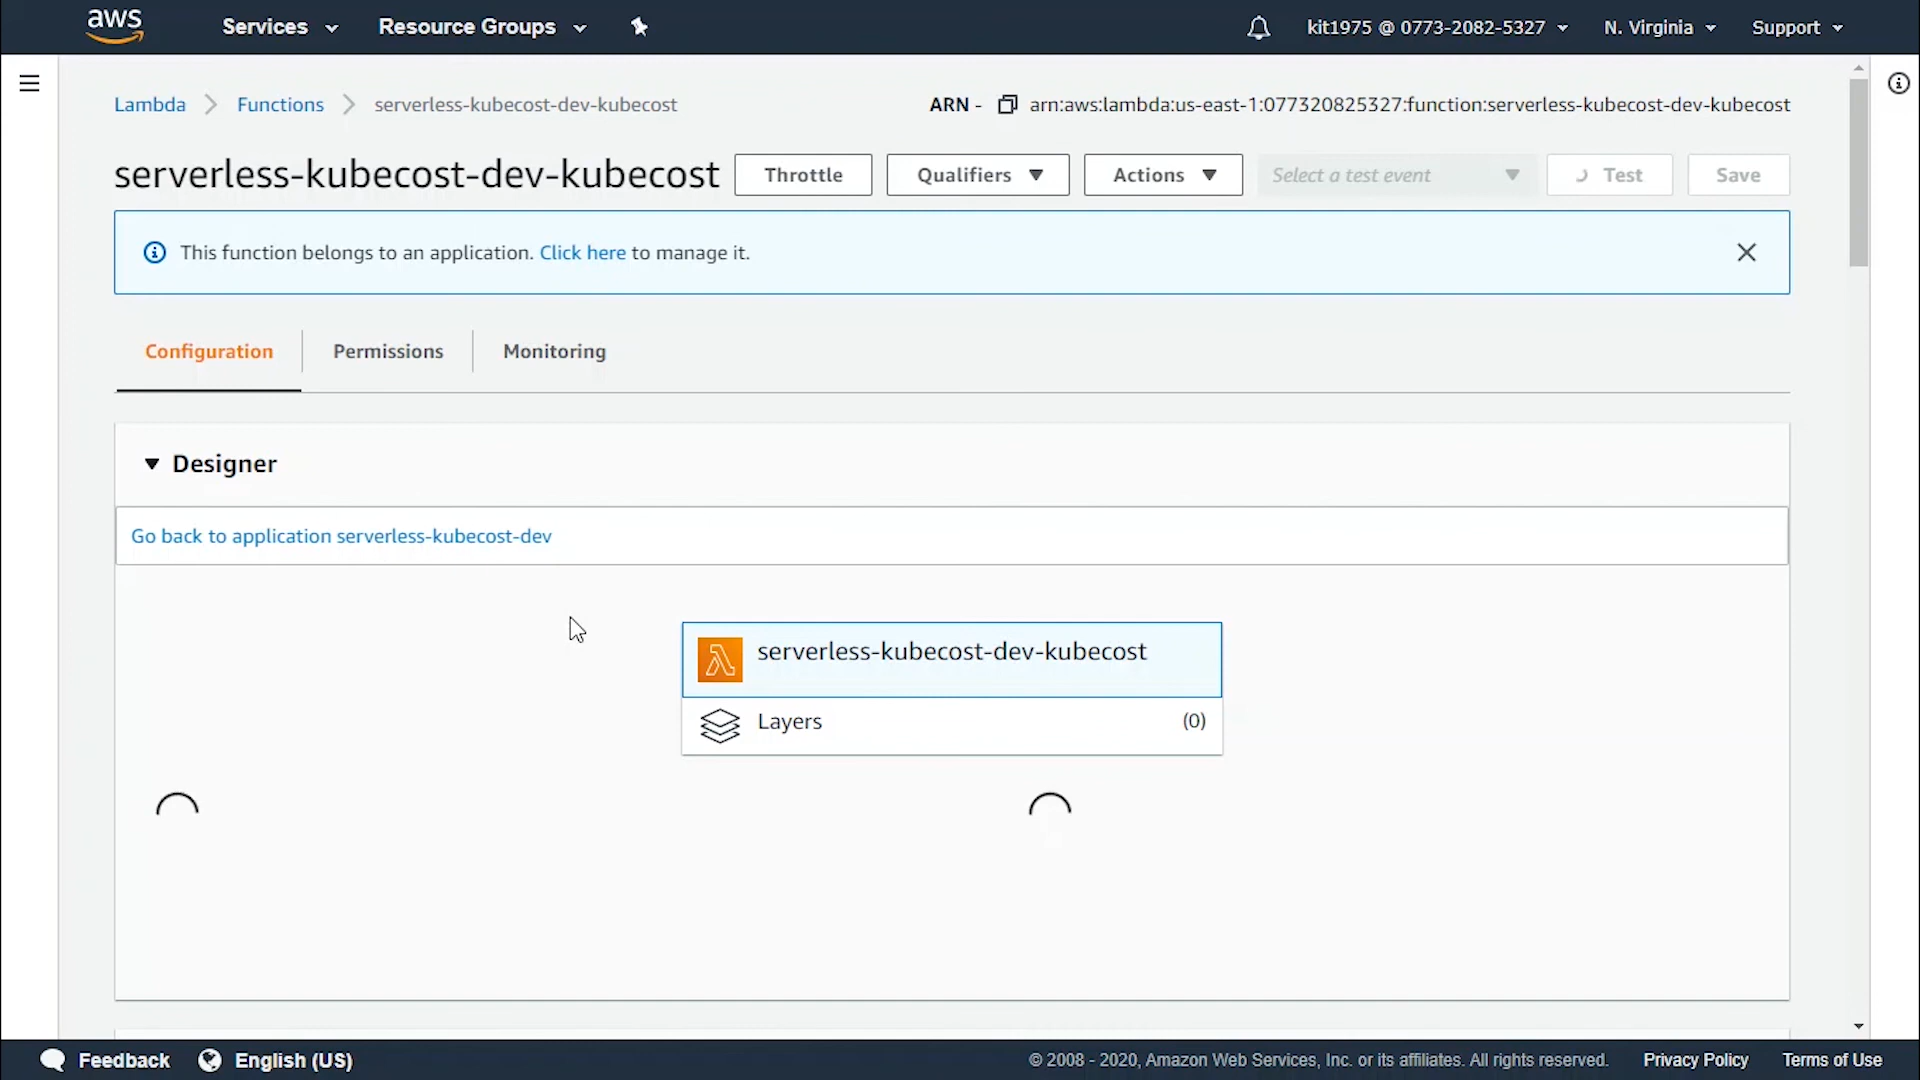 aws
Services
Resource Groups
kit1975 @ 0773-2082-5327
N. Virginia
Support
Lambda
Functions
serverless-kubecost-dev-kubecost
ARN - arn:aws:lambda:us-east-1:077320825327:function:serverless-kubecost-dev-kubecost
serverless-kubecost-dev-kubecost
Throttle
Qualifiers
Actions
Select a test event
Test
Save
This function belongs to an application. Click here to manage it.
Configuration
Permissions
Monitoring
Designer
Go back to application serverless-kubecost-dev
serverless-kubecost-dev-kubecost
Layers
(0)
Feedback
English (US)
© 2008 - 2020, Amazon Web Services, Inc. or its affiliates. All rights reserved.
Privacy Policy
Terms of Use